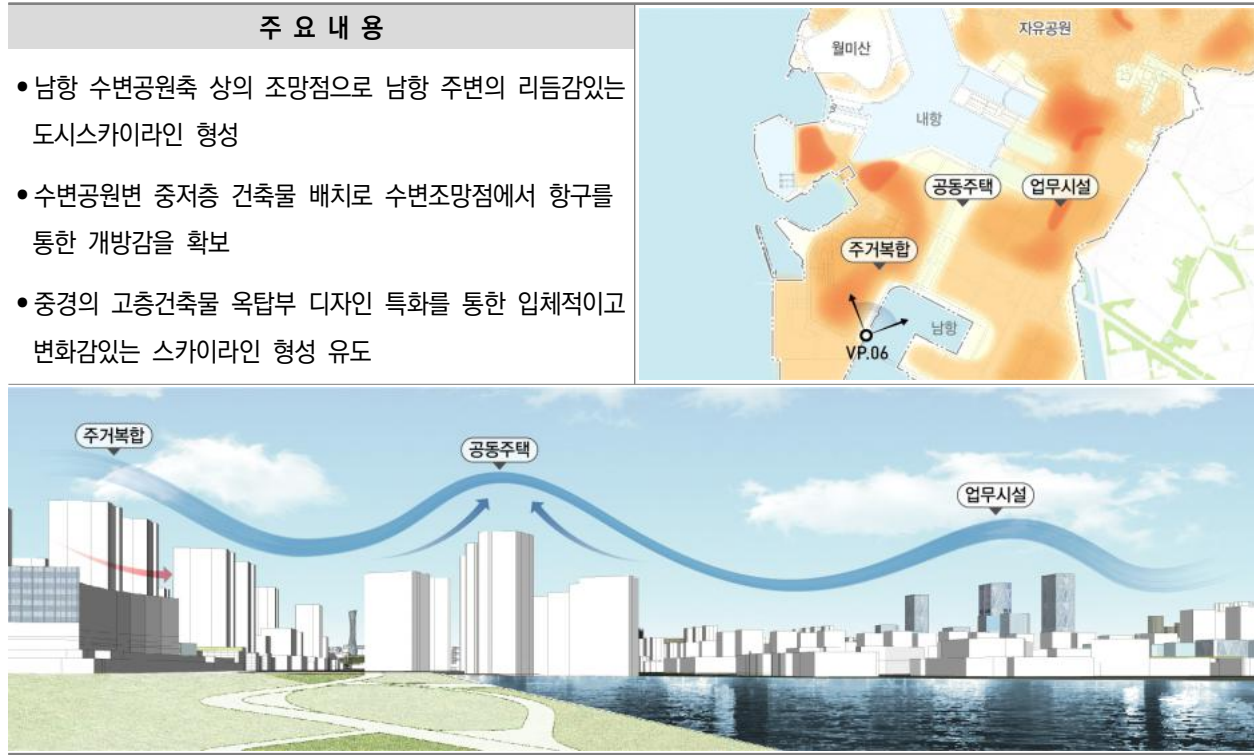 주 요 내 용
• 남항 수변공원축 상의 조망점으로 남항 주변의 리듬감있는
도시스카이라인 형성
• 수변공원변 중저층 건축물 배치로 수변조망점에서 항구를
통한 개방감을 확보
• 중경의 고층건축물 옥탑부 디자인 특화를 통한 입체적이고
변화감있는 스카이라인 형성 유도
자유공원
월미산
내항
공동주택
업무시설
주거복합
남항
VP.06
주거복합
공동주택
업무시설